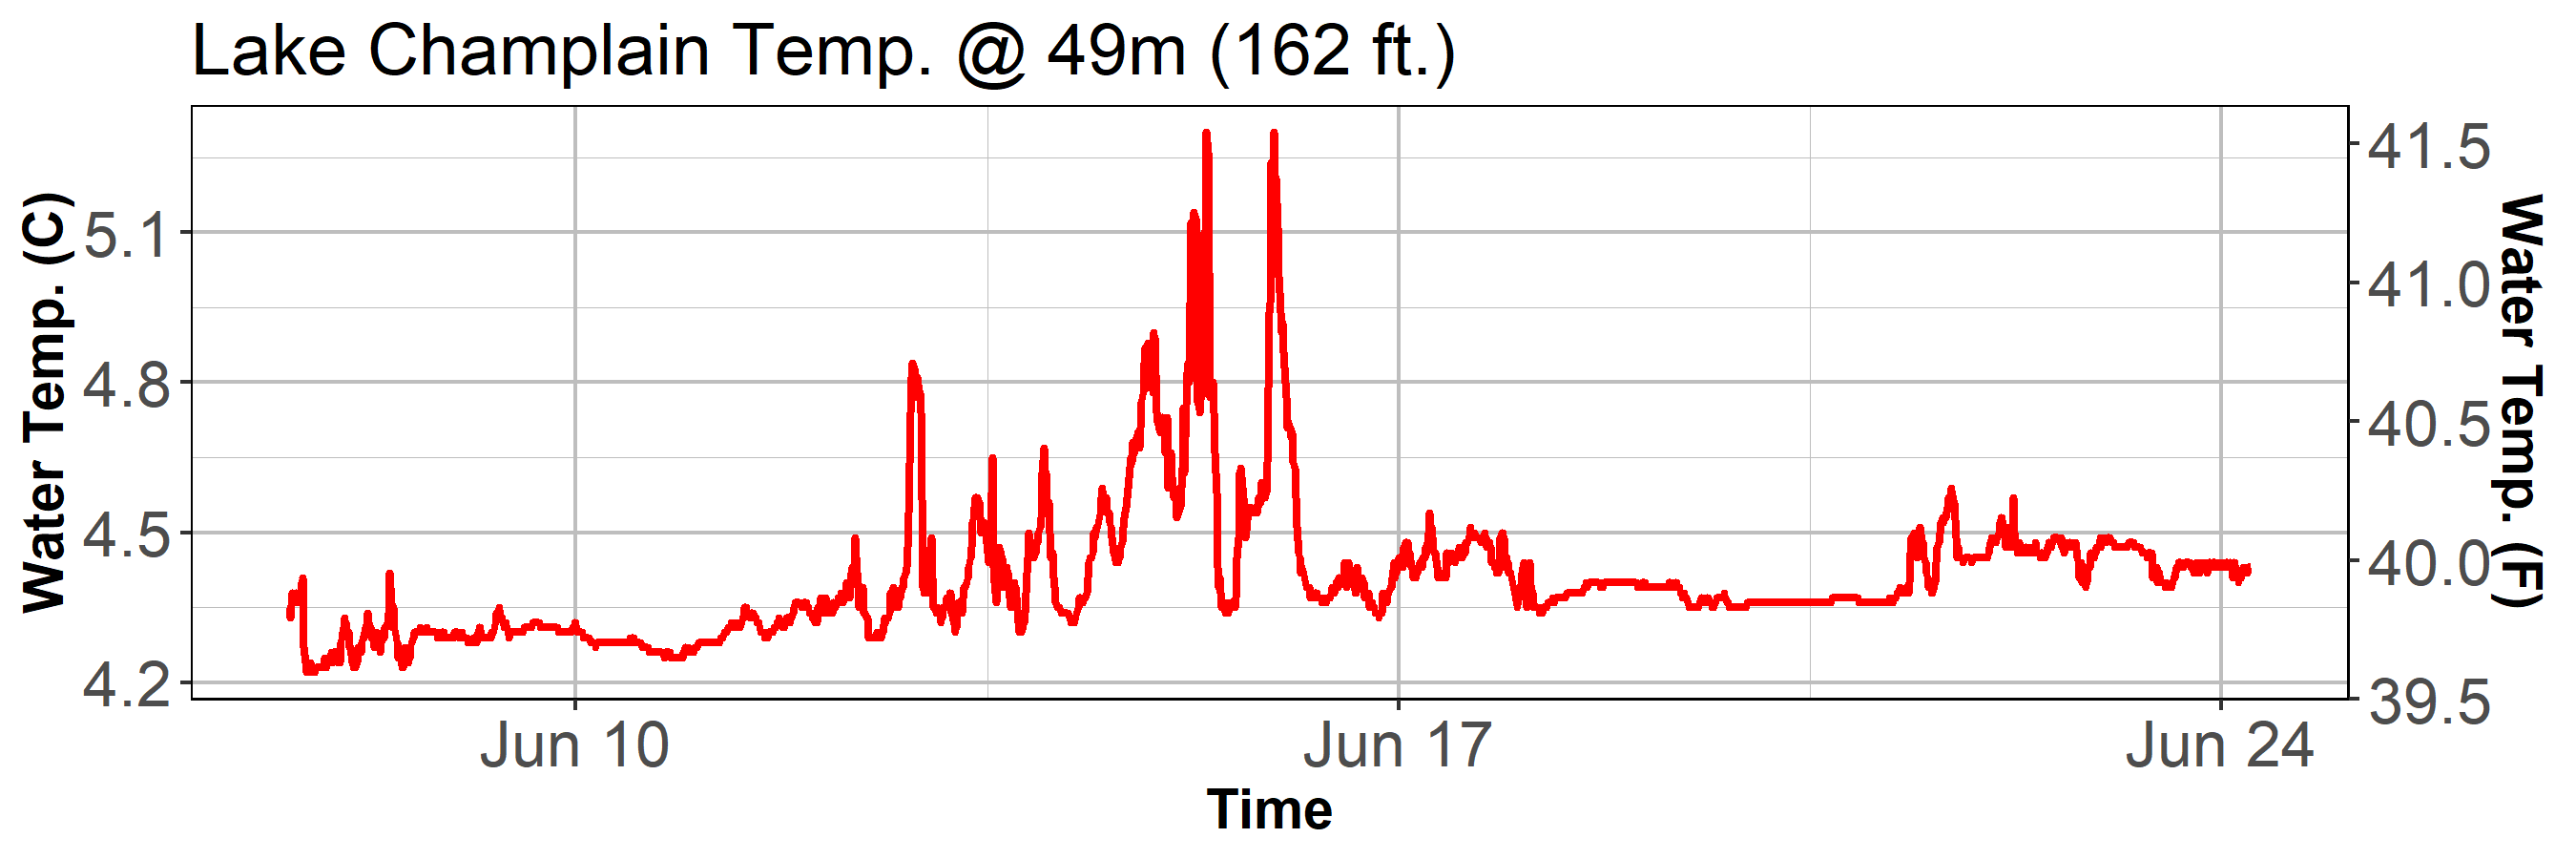 Lake Champlain Temp. @ 49m (162 ft.)
Water Temp. (C)
5.1
4.8
4.5
4.2
41.5
41.0
40.5
40.0
39.5
Water Temp. (F)
Jun 10 Jun 17 Jun 24
Time